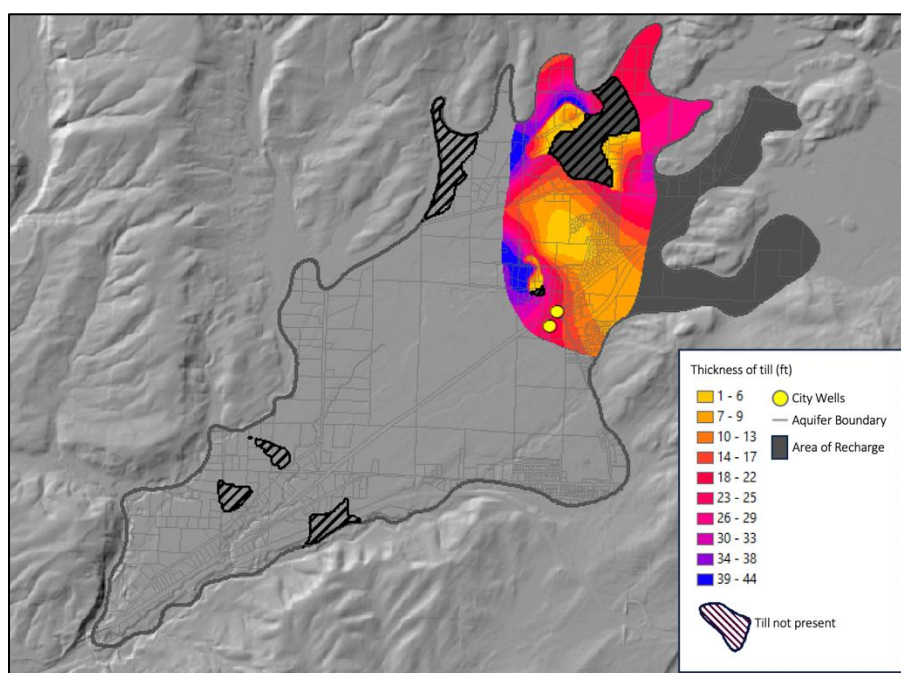 Thickness of till (ft)
1 - 6
7 - 9
10 - 13
14 - 17
18 - 22
23 - 25
26 - 29
30 - 33
34 - 38
39 - 44
City Wells
Aquifer Boundary
Area of Recharge
Till not present